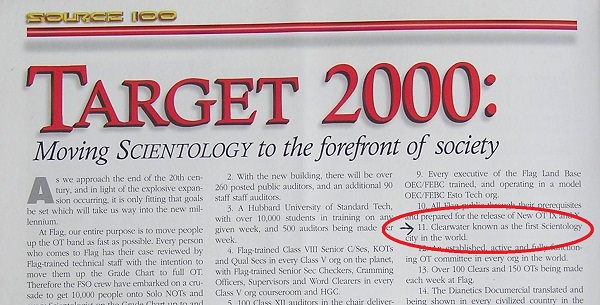 SOURCE 100
TARGET 2000:
Moving SCIENTOLOGY to the forefront of society
As we approach the end of the 20th cen-
tury, and in light of the explosive expan-
sion occurring, it is only fitting that goals
be set which will take us way into the new mil-
lennium.
At Flag, our entire purpose is to move people
up the OT band as fast as possible. Every person
who comes to Flag has their case reviewed by
Flag-trained technical staff with the intention to
move them up the Grade Chart to full OT.
Therefore the FSO crew have embarked on a cru-
sade to get 10,000 people onto Solo NOTs and
2. With the new building, there will be over
260 posted public auditors, and an additional 90
staff staff auditors.
3. A Hubbard University of Standard Tech,
with over 10,000 students in training on any
given week, and 500 auditors being made per
week.
4. Flag-trained Class VIII Senior C/Ses, KOTs
and Qual Secs in every Class V org on the planet,
with Flag-trained Senior Sec Checkers, Cramming
Officers, Supervisors and Word Clearers in every
Class V org courseroom and HGC.
5. 100 Class XII auditors in the chair deliver-
9. Every executive of the Flag Land Base
OEC/FEBC trained, and operating in a model
OEC/FEBC Esto Tech org.
10. All Flag public through their prerequisites
and prepared for the release of New OT IX and X.
→ 11. Clearwater known as the first Scientology
city in the world.
12. An established, active and fully functioning
OT committee in every org in the world.
13. Over 100 Clears and 150 OTs being made
each week at Flag.
14. The Dianetics Documercial translated and
being shown in every civilized country in the